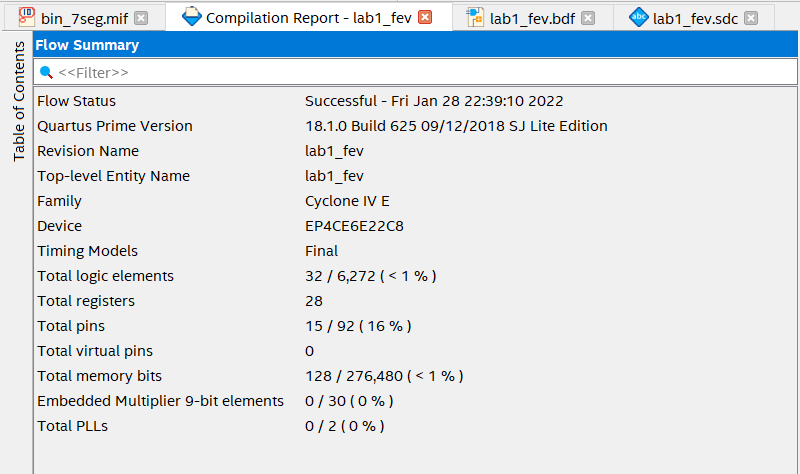 bin_7seg.mif
Compilation Report - lab1_fev
abc
lab1_fev.bdf
lab1_fev.sdc
Table of Contents
Flow Summary
<<Filter>>
Flow Status Successful - Fri Jan 28 22:39:10 2022
Quartus Prime Version 18.1.0 Build 625 09/12/2018 SJ Lite Edition
Revision Name lab1_fev
Top-level Entity Name lab1_fev
Family Cyclone IV E
Device EP4CE6E22C8
Timing Models Final
Total logic elements 32 / 6,272 ( < 1 % )
Total registers 28
Total pins 15 / 92 ( 16 % )
Total virtual pins 0
Total memory bits 128 / 276,480 ( < 1 % )
Embedded Multiplier 9-bit elements 0 / 30 ( 0 % )
Total PLLs 0 / 2 ( 0 % )